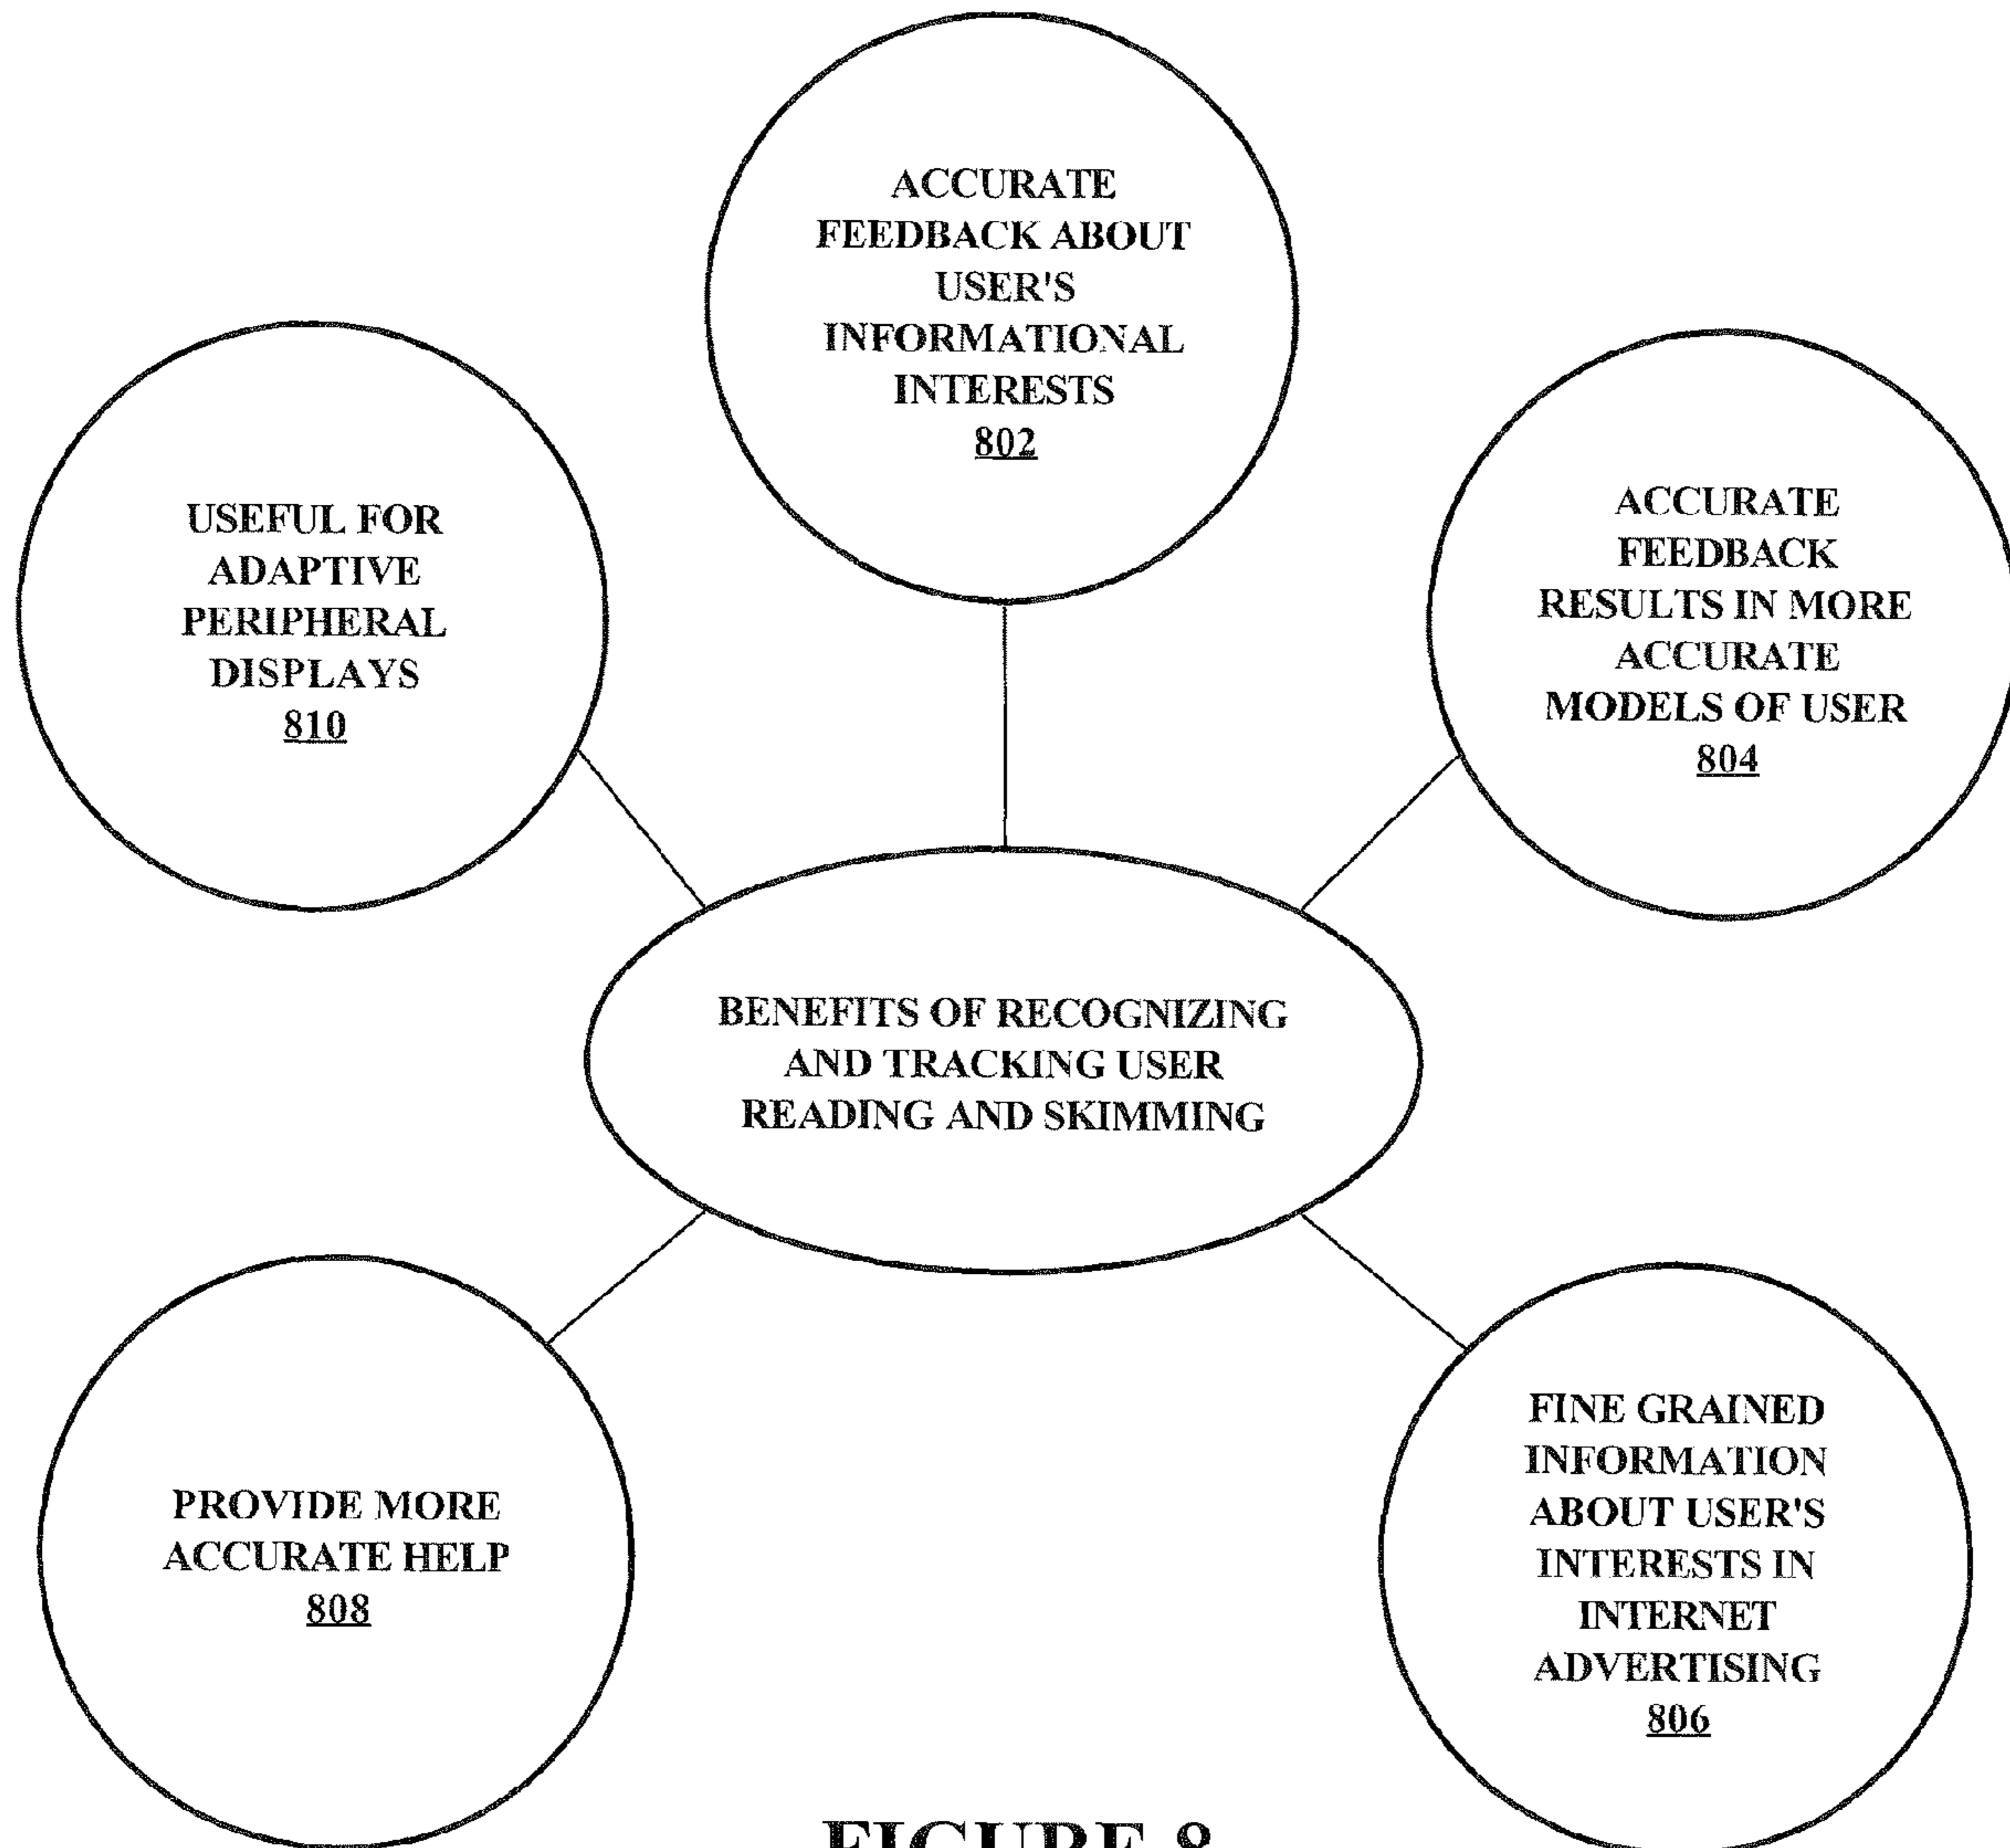 ACCURATE
FEEDBACK ABOUT
USER'S
INFORMATIONAL
INTERESTS
802
USEFUL FOR
ADAPTIVE
PERIPHERAL
DISPLAYS
810
ACCURATE
FEEDBACK
RESULTS IN MORE
ACCURATE
MODELS OF USER
804
BENEFITS OF RECOGNIZING
AND TRACKING USER
READING AND SKIMMING
PROVIDE MORE
ACCURATE HELP
808
FINE GRAINED
INFORMATION
ABOUT USER'S
INTERESTS IN
INTERNET
ADVERTISING
806
FIGURE 8